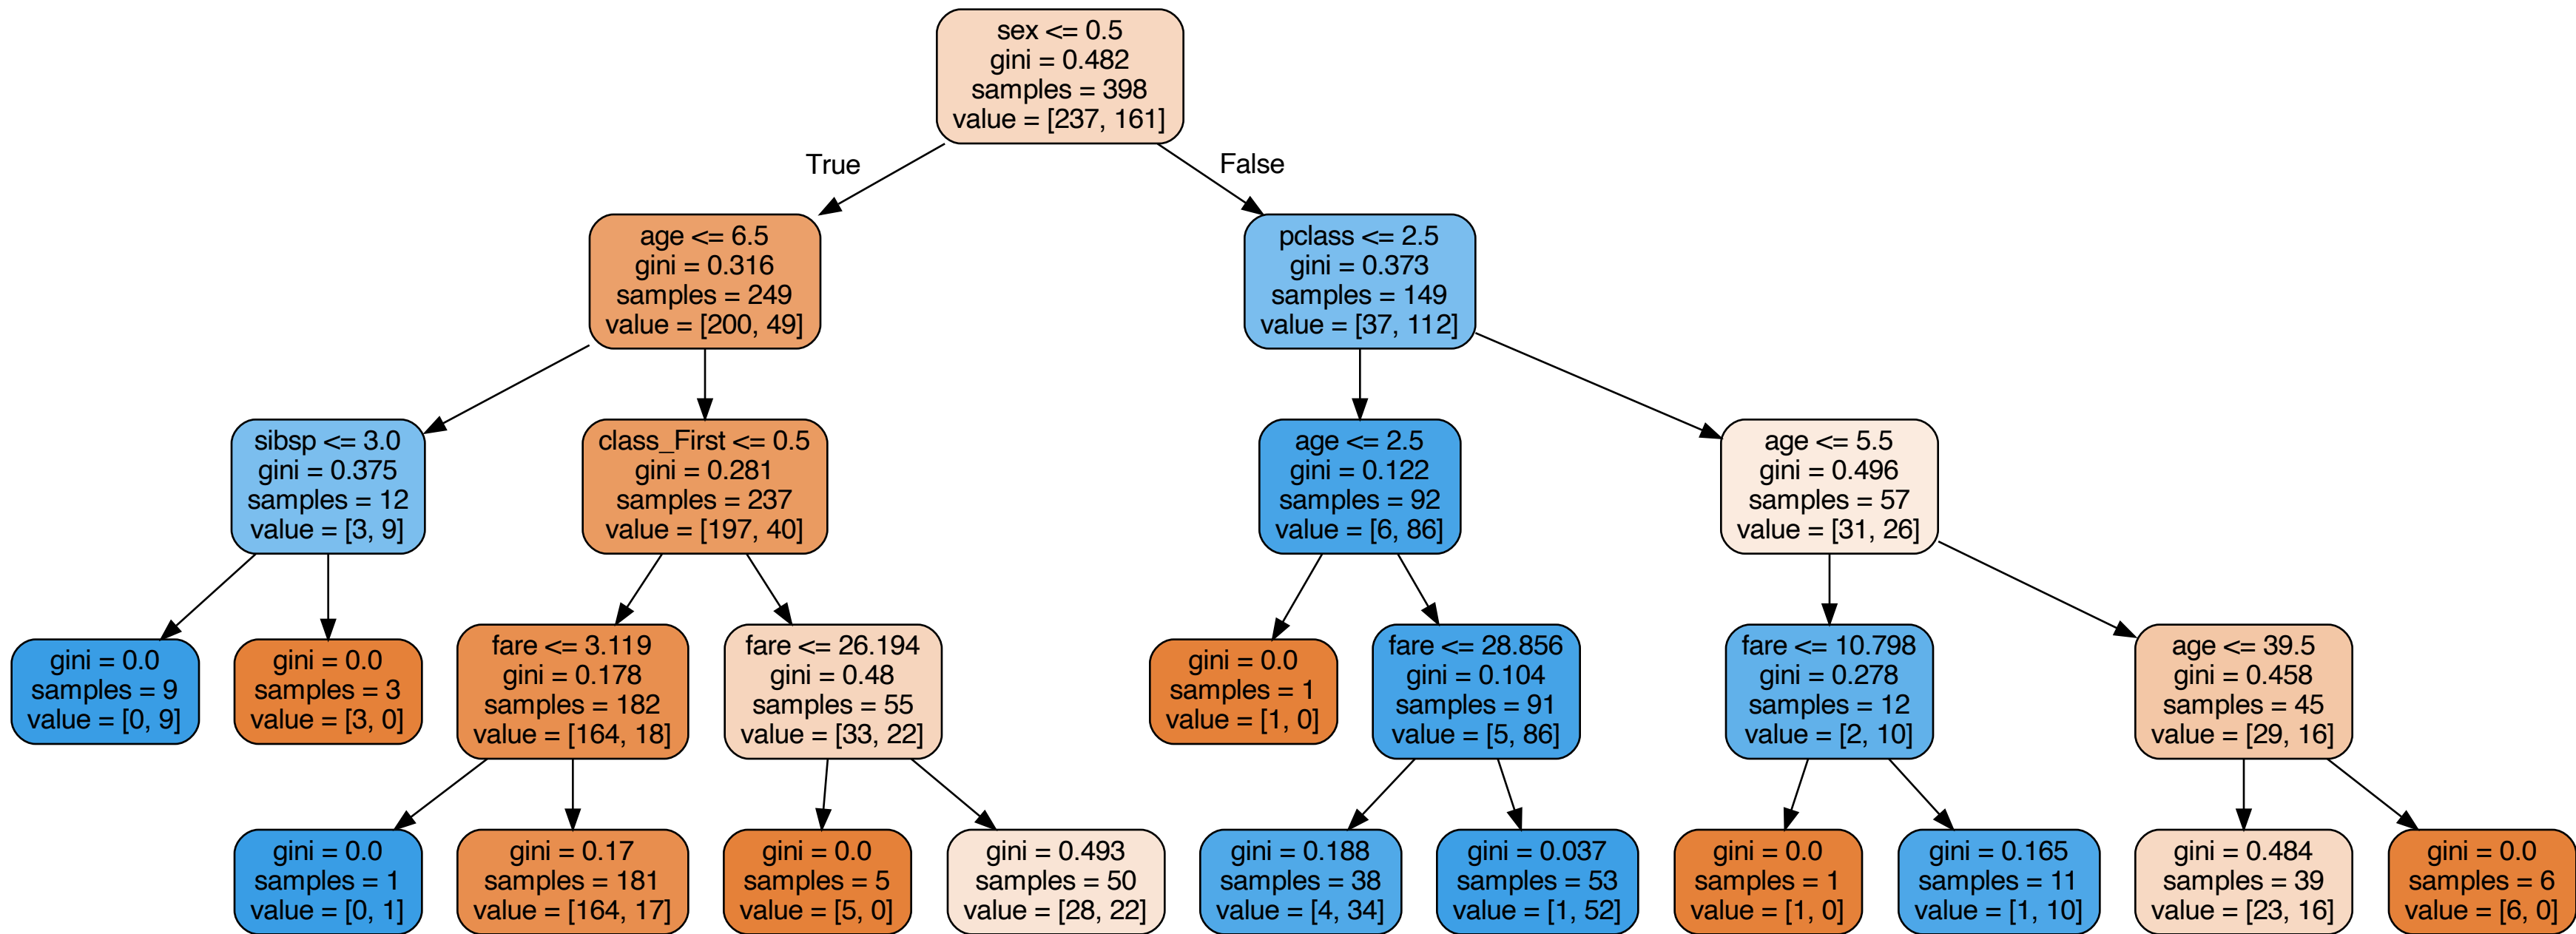 sex <= 0.5
gini = 0.482
samples = 398
value = [237, 161]
True
False
age <= 6.5
gini = 0.316
samples = 249
value = [200, 49]
pclass <= 2.5
gini = 0.373
samples = 149
value = [37, 112]
sibsp <= 3.0
gini = 0.375
samples = 12
value = [3, 9]
class_First <= 0.5
gini = 0.281
samples = 237
value = [197, 40]
age <= 2.5
gini = 0.122
samples = 92
value = [6, 86]
age <= 5.5
gini = 0.496
samples = 57
value = [31, 26]
gini = 0.0
samples = 9
value = [0, 9]
gini = 0.0
samples = 3
value = [3, 0]
fare <= 3.119
gini = 0.178
samples = 182
value = [164, 18]
fare <= 26.194
gini = 0.48
samples = 55
value = [33, 22]
gini = 0.0
samples = 1
value = [1, 0]
fare <= 28.856
gini = 0.104
samples = 91
value = [5, 86]
fare <= 10.798
gini = 0.278
samples = 12
value = [2, 10]
age <= 39.5
gini = 0.458
samples = 45
value = [29, 16]
gini = 0.0
samples = 1
value = [0, 1]
gini = 0.17
samples = 181
value = [164, 17]
gini = 0.0
samples = 5
value = [5, 0]
gini = 0.493
samples = 50
value = [28, 22]
gini = 0.188
samples = 38
value = [4, 34]
gini = 0.037
samples = 53
value = [1, 52]
gini = 0.0
samples = 1
value = [1, 0]
gini = 0.165
samples = 11
value = [1, 10]
gini = 0.484
samples = 39
value = [23, 16]
gini = 0.0
samples = 6
value = [6, 0]